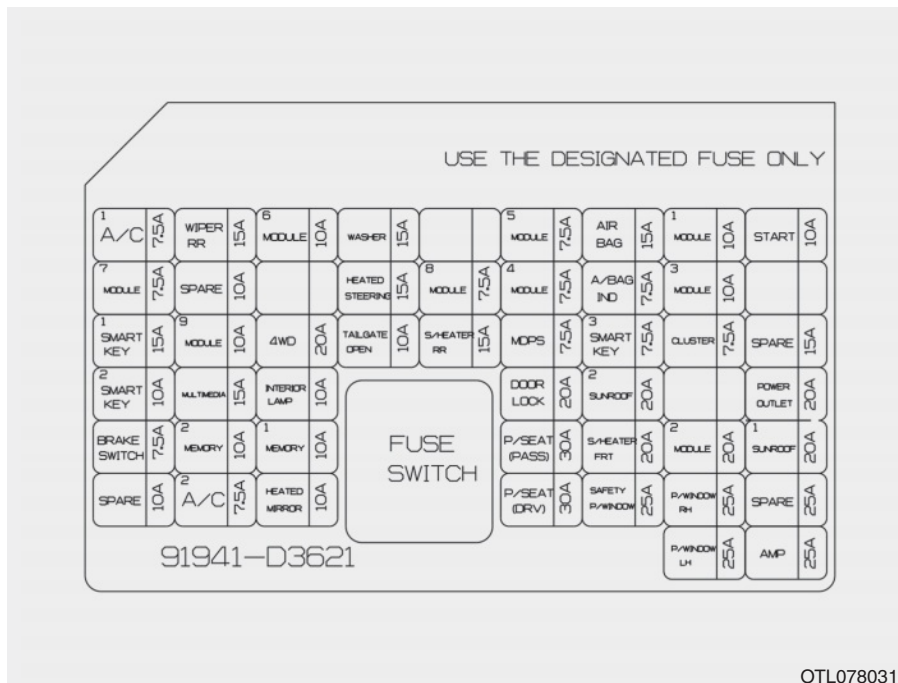 USE THE DESIGNATED FUSE ONLY
1 A/C 7.5A WIPER RR 15A 6 MODULE 10A WASHER 15A 5 MODULE 7.5A AIR BAG 15A 1 MODULE 10A START 10A
7 MODULE 7.5A SPARE 10A HEATED STEERING 15A 8 MODULE 7.5A 4 MODULE 7.5A A/BAG IND 7.5A 3 MODULE 10A
1 SMART KEY 15A 9 MODULE 10A 4WD 20A TAILGATE OPEN 10A S/HEATER RR 15A MDPS 7.5A 3 SMART KEY 7.5A CLUSTER 7.5A SPARE 15A
2 SMART KEY 10A MULTIMEDIA 15A INTERIOR LAMP 10A DOOR LOCK 20A 2 SUNROOF 20A POWER OUTLET 20A
BRAKE SWITCH 7.5A 2 MEMORY 10A 1 MEMORY 10A FUSE SWITCH P/SEAT (PASS) 30A S/HEATER FRT 20A 2 MODULE 20A 1 SUNROOF 20A
SPARE 10A 2 A/C 7.5A HEATED MIRROR 10A P/SEAT (DRV) 30A SAFETY P/WINDOW 25A P/WINDOW RH 25A SPARE 25A
91941-D3621 P/WINDOW LH 25A AMP 25A
OTL078031